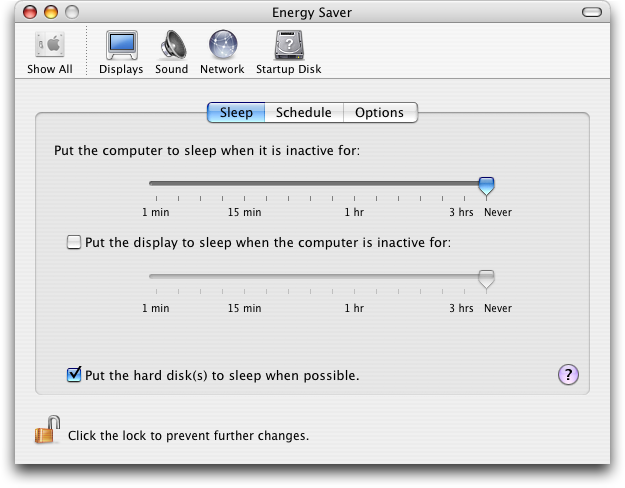 Energy Saver
Show All Displays Sound Network Startup Disk
Sleep Schedule Options
Put the computer to sleep when it is inactive for:
1 min 15 min 1 hr 3 hrs Never
Put the display to sleep when the computer is inactive for:
1 min 15 min 1 hr 3 hrs Never
Put the hard disk(s) to sleep when possible. ?
Click the lock to prevent further changes.